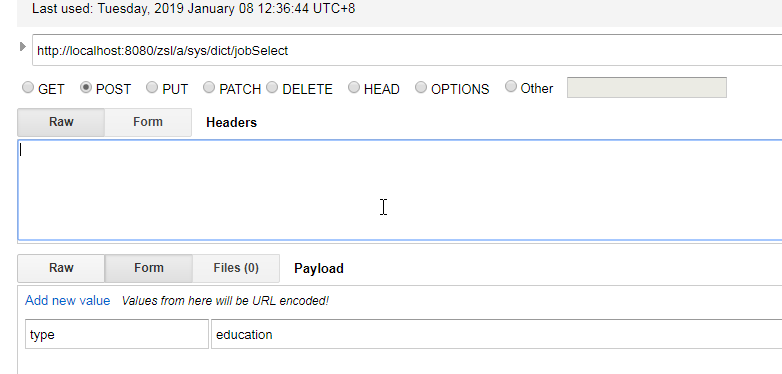 Last used: Tuesday, 2019 January 08 12:36:44 UTC+8
http://localhost:8080/zsl/a/sys/dict/jobSelect
GET POST PUT PATCH DELETE HEAD OPTIONS Other
Raw Form Headers
Raw Form Files (0) Payload
Add new value Values from here will be URL encoded!
type education